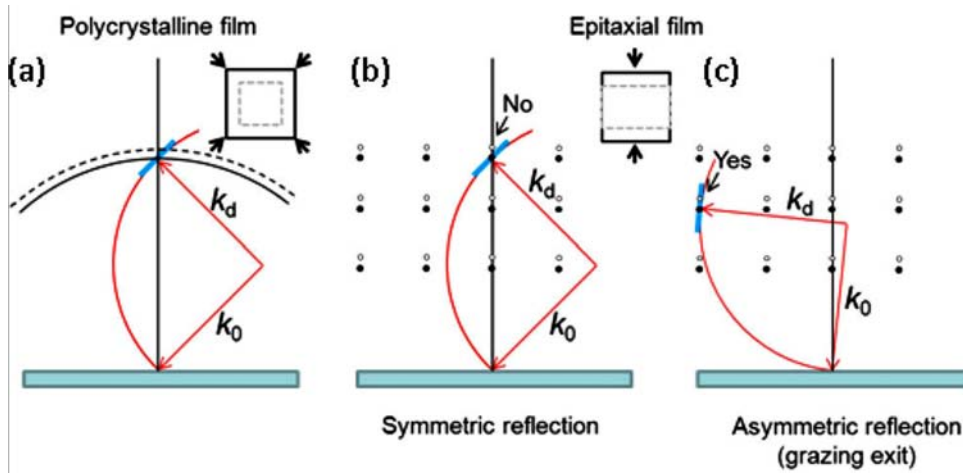 Polycrystalline film
Epitaxial film
(a)
(b)
(c)
No
Yes
kd
kd
kd
k0
k0
k0
Symmetric reflection
Asymmetric reflection
(grazing exit)